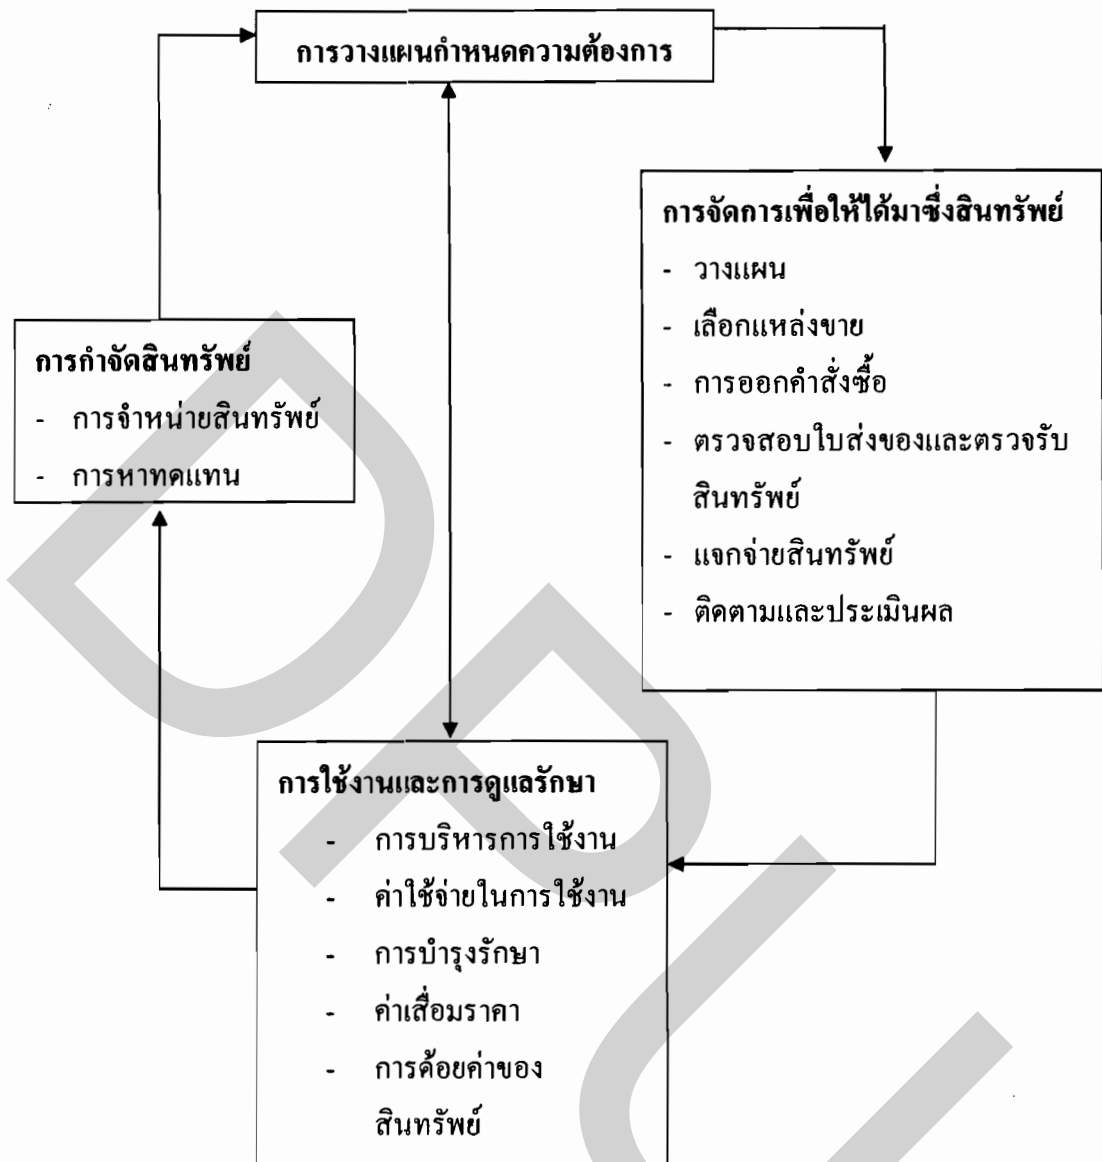 การวางแผนกำหนดความต้องการ
การจัดการเพื่อให้ได้มาซึ่งสินทรัพย์
- วางแผน
- เลือกแหล่งขาย
- การออกคำสั่งซื้อ
- ตรวจสอบใบส่งของและตรวจรับ
สินทรัพย์
- แจกจ่ายสินทรัพย์
- ติดตามและประเมินผล
การกำจัดสินทรัพย์
- การจำหน่ายสินทรัพย์
- การหาทดแทน
การใช้งานและการดูแลรักษา
- การบริหารการใช้งาน
- ค่าใช้จ่ายในการใช้งาน
- การบำรุงรักษา
- ค่าเสื่อมราคา
- การด้อยค่าของ
สินทรัพย์
DPU